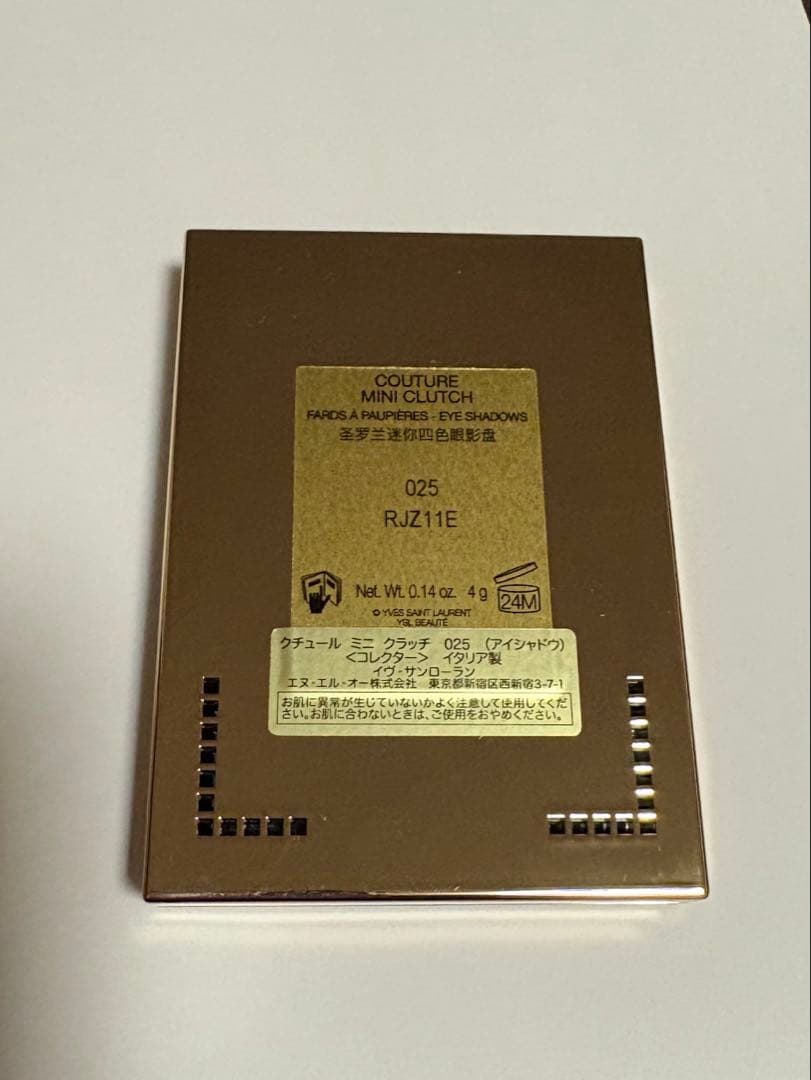 COUTURE
MINI CLUTCH
FARDS À PAUPIÈRES - EYE SHADOWS
圣罗兰迷你四色眼影盘
025
RJZ11E
Net. Wt. 0.14 oz. 4 g
24M
© YVES SAINT LAURENT
YSL BEAUTÉ
クチュール ミニ クラッチ 025 (アイシャドウ)
<コレクター> イタリア製
イヴ・サンローラン
エヌ・エル・オー株式会社 東京都新宿区西新宿3-7-1
お肌に異常が生じていないかよく注意して使用してくだ
さい。お肌に合わないときは、ご使用をおやめください。